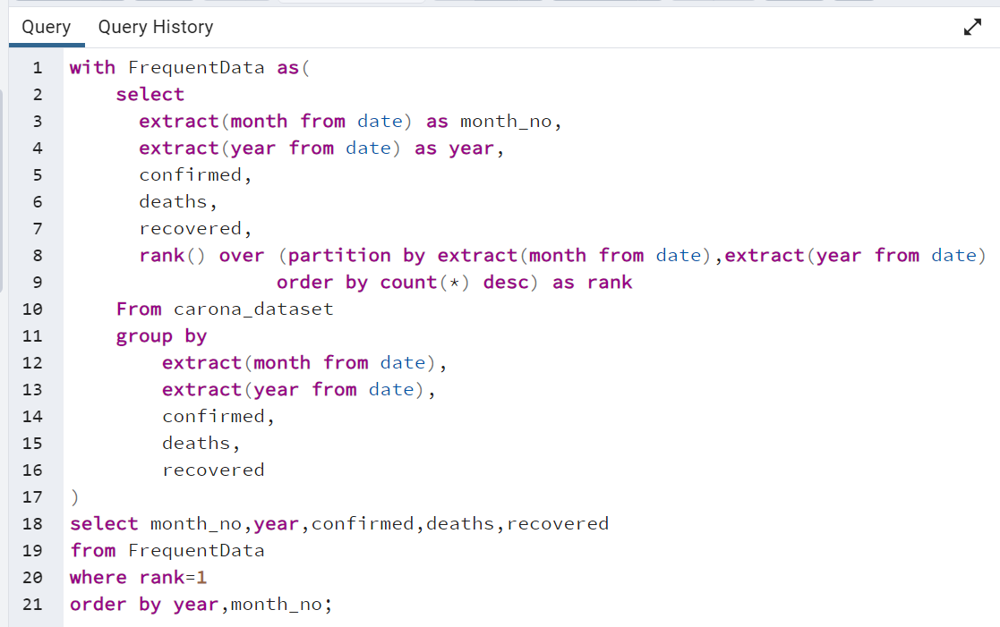 Query Query History
1 with FrequentData as(
2 select
3 extract(month from date) as month_no,
4 extract(year from date) as year,
5 confirmed,
6 deaths,
7 recovered,
8 rank() over (partition by extract(month from date),extract(year from date)
9 order by count(*) desc) as rank
10 From carona_dataset
11 group by
12 extract(month from date),
13 extract(year from date),
14 confirmed,
15 deaths,
16 recovered
17 )
18 select month_no,year,confirmed,deaths,recovered
19 from FrequentData
20 where rank=1
21 order by year,month_no;